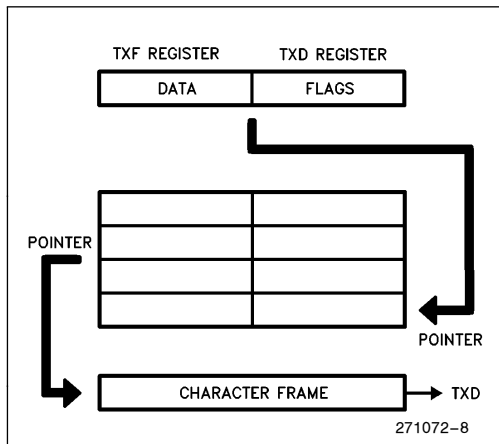 TXF REGISTER TXD REGISTER
DATA FLAGS
POINTER
POINTER
CHARACTER FRAME TXD
271072-8